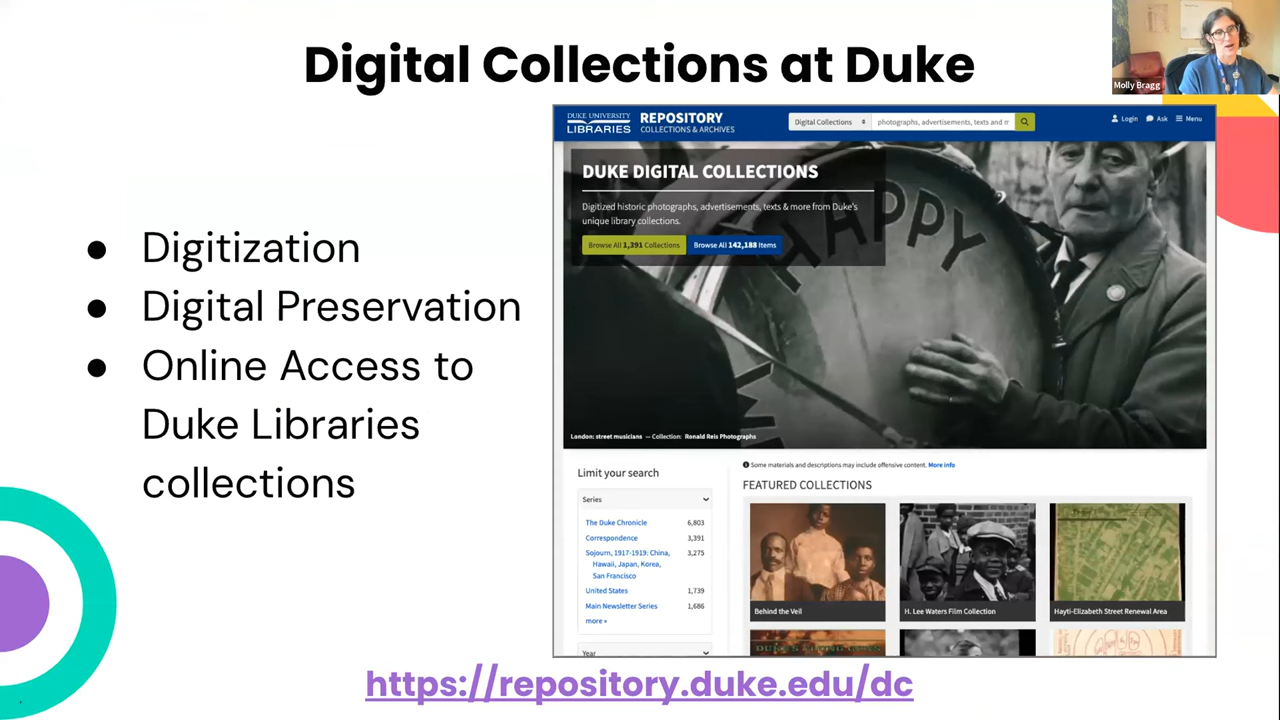 Digital Collections at Duke
Molly Bragg
● Digitization
● Digital Preservation
● Online Access to
Duke Libraries
collections
DUKE UNIVERSITY
LIBRARIES
REPOSITORY
COLLECTIONS & ARCHIVES
Digital Collections
photographs, advertisements, texts and m
Login
Ask
Menu
DUKE DIGITAL COLLECTIONS
Digitized historic photographs, advertisements, texts & more from Duke's
unique library collections.
Browse All 1,391 Collections
Browse All 142,188 Items
HAPPY
London: street musicians — Collection: Ronald Reis Photographs
Limit your search
Series
The Duke Chronicle 6,803
Correspondence 3,391
Sojourn, 1917-1919: China, 3,275
Hawaii, Japan, Korea,
San Francisco
United States 1,739
Main Newsletter Series 1,686
more »
Year
Some materials and descriptions may include offensive content. More info
FEATURED COLLECTIONS
Behind the Veil
H. Lee Waters Film Collection
Hayti-Elizabeth Street Renewal Area
https://repository.duke.edu/dc